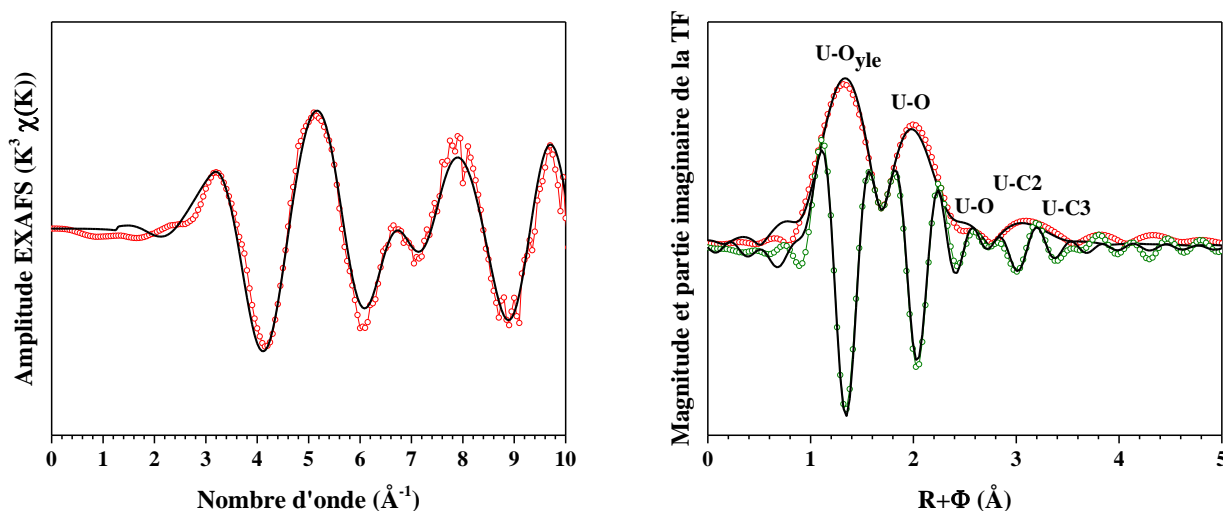 Amplitude EXAFS (K³ χ(K))
0 1 2 3 4 5 6 7 8 9 10
Nombre d'onde (Å⁻¹)
Magnitude et partie imaginaire de la TF
U-Oyle
U-O
U-C2
U-O
U-C3
0 1 2 3 4 5
R+Φ (Å)